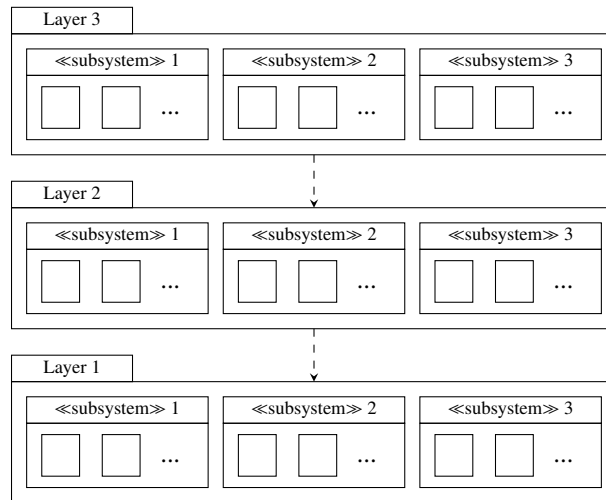 Layer 3
≪subsystem≫ 1 ≪subsystem≫ 2 ≪subsystem≫ 3
... ... ...
Layer 2
≪subsystem≫ 1 ≪subsystem≫ 2 ≪subsystem≫ 3
... ... ...
Layer 1
≪subsystem≫ 1 ≪subsystem≫ 2 ≪subsystem≫ 3
... ... ...